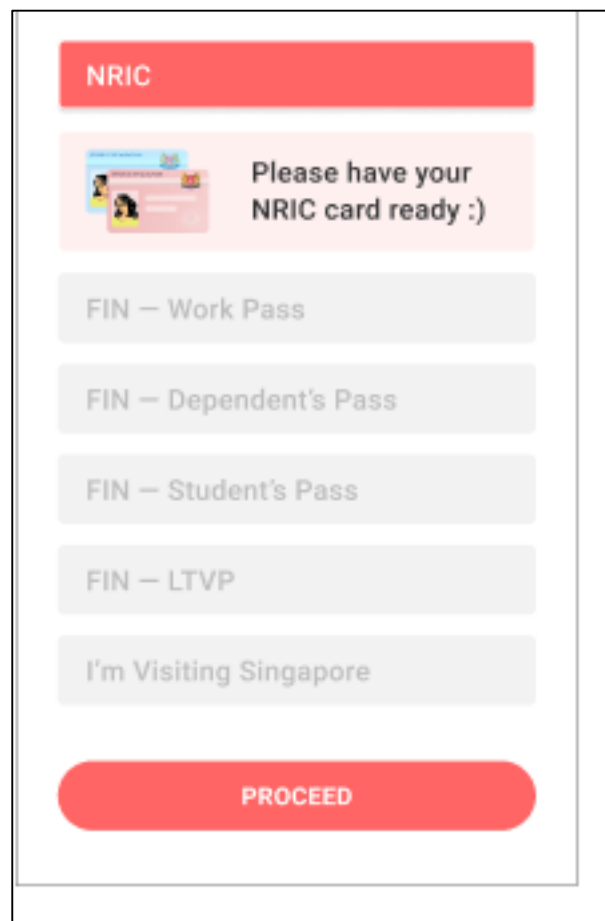 NRIC
Please have your
NRIC card ready :)
FIN — Work Pass
FIN — Dependent's Pass
FIN — Student's Pass
FIN — LTVP
I'm Visiting Singapore
PROCEED